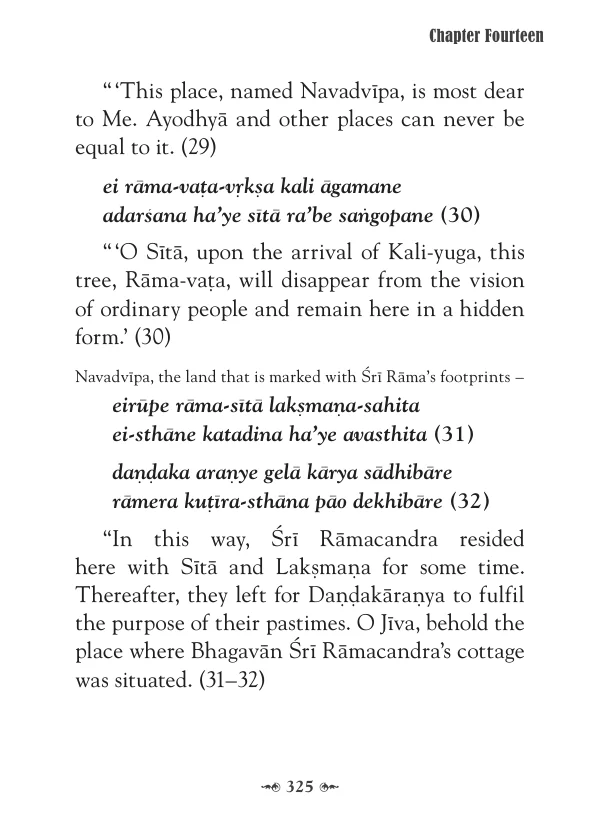 Chapter Fourteen
“ ‘This place, named Navadvīpa, is most dear
to Me. Ayodhyā and other places can never be
equal to it. (29)
ei rāma-vaṭa-vṛkṣa kali āgamane
adarśana ha’ye sītā ra’be saṅgopane (30)
“ ‘O Sītā, upon the arrival of Kali-yuga, this
tree, Rāma-vaṭa, will disappear from the vision
of ordinary people and remain here in a hidden
form.’ (30)
Navadvīpa, the land that is marked with Śrī Rāma’s footprints –
eirūpe rāma-sītā lakṣmaṇa-sahita
ei-sthāne katadina ha’ye avasthita (31)
daṇḍaka araṇye gelā kārya sādhibāre
rāmera kuṭīra-sthāna pāo dekhibāre (32)
“In this way, Śrī Rāmacandra resided
here with Sītā and Lakṣmaṇa for some time.
Thereafter, they left for Daṇḍakāraṇya to fulfil
the purpose of their pastimes. O Jīva, behold the
place where Bhagavān Śrī Rāmacandra’s cottage
was situated. (31–32)
325